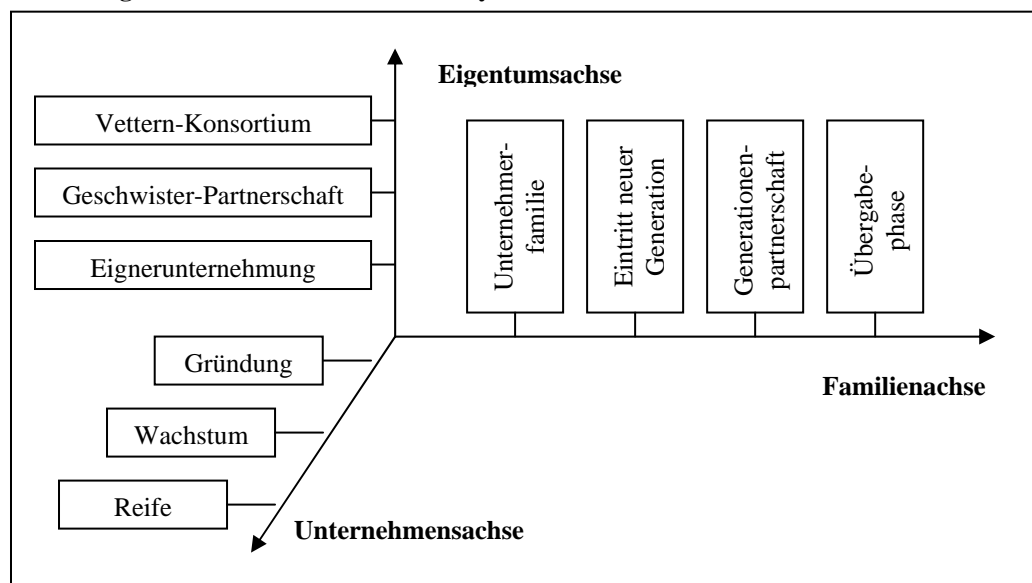 Eigentumsachse
Vettern-Konsortium
Geschwister-Partnerschaft
Eignerunternehmung
Unternehmer-
familie
Eintritt neuer
Generation
Generationen-
partnerschaft
Übergabe-
phase
Gründung
Familienachse
Wachstum
Reife
Unternehmensachse